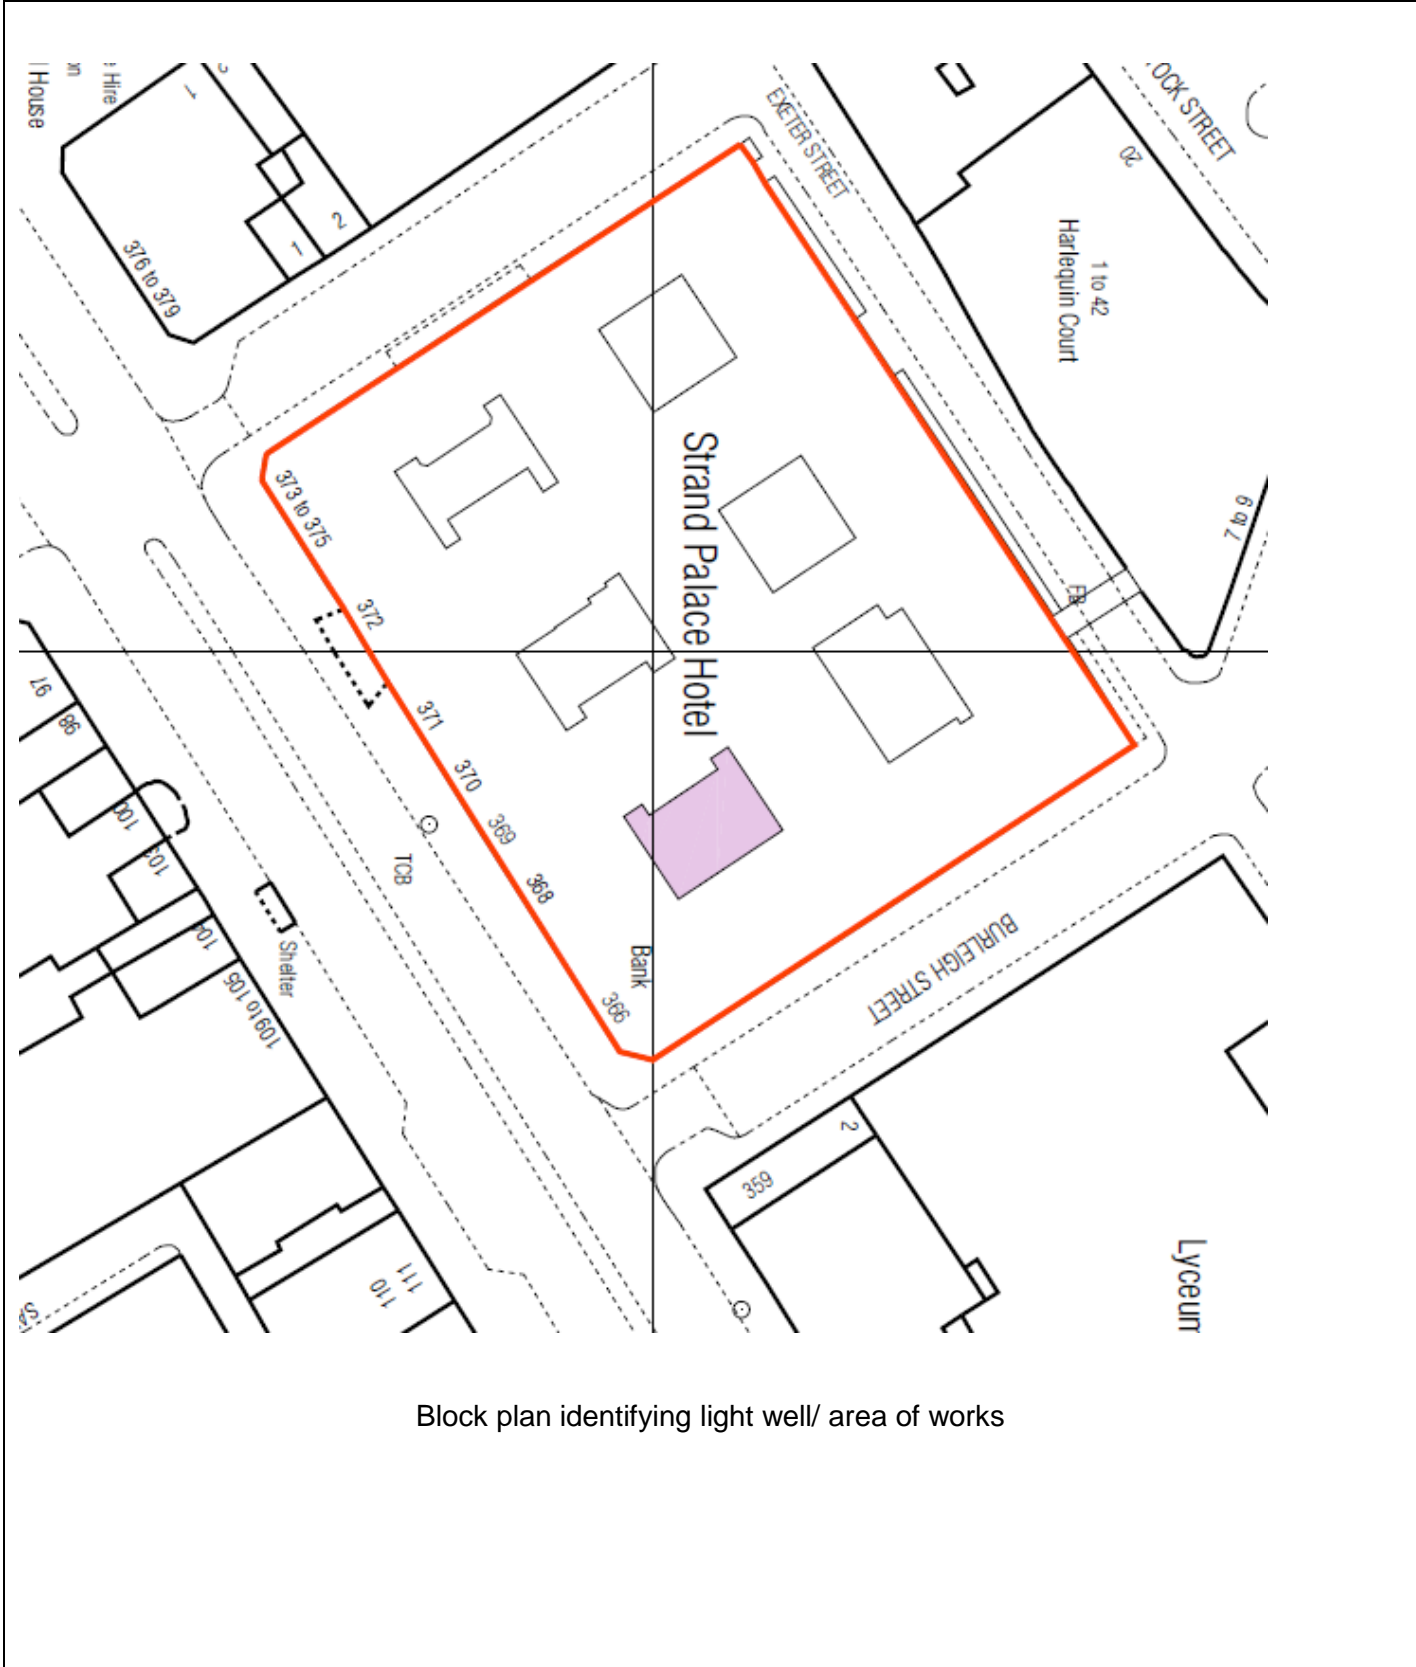 House
Hire
1
2
1
376 to 379
EXETER STREET
OCK STREET
20
1 to 42
Harlequin Court
7 to 9
FB
Strand Palace Hotel
373 to 375
372
371
370
369
368
366
Bank
TCB
Shelter
97
98
100
103
104
109 to 105
110
111
BURLEIGH STREET
2
359
Lyceum
Block plan identifying light well/ area of works